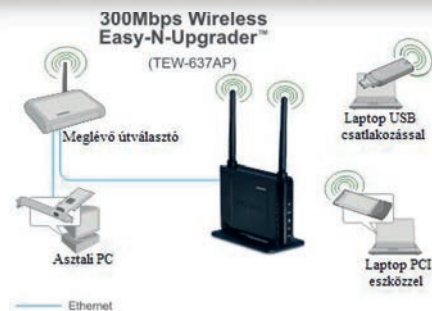 300Mbps Wireless
Easy-N-Upgrader™
(TEW-637AP)
Meglévő útválasztó
Laptop USB
csatlakozással
Asztali PC
Laptop PCI
eszközzel
Ethernet